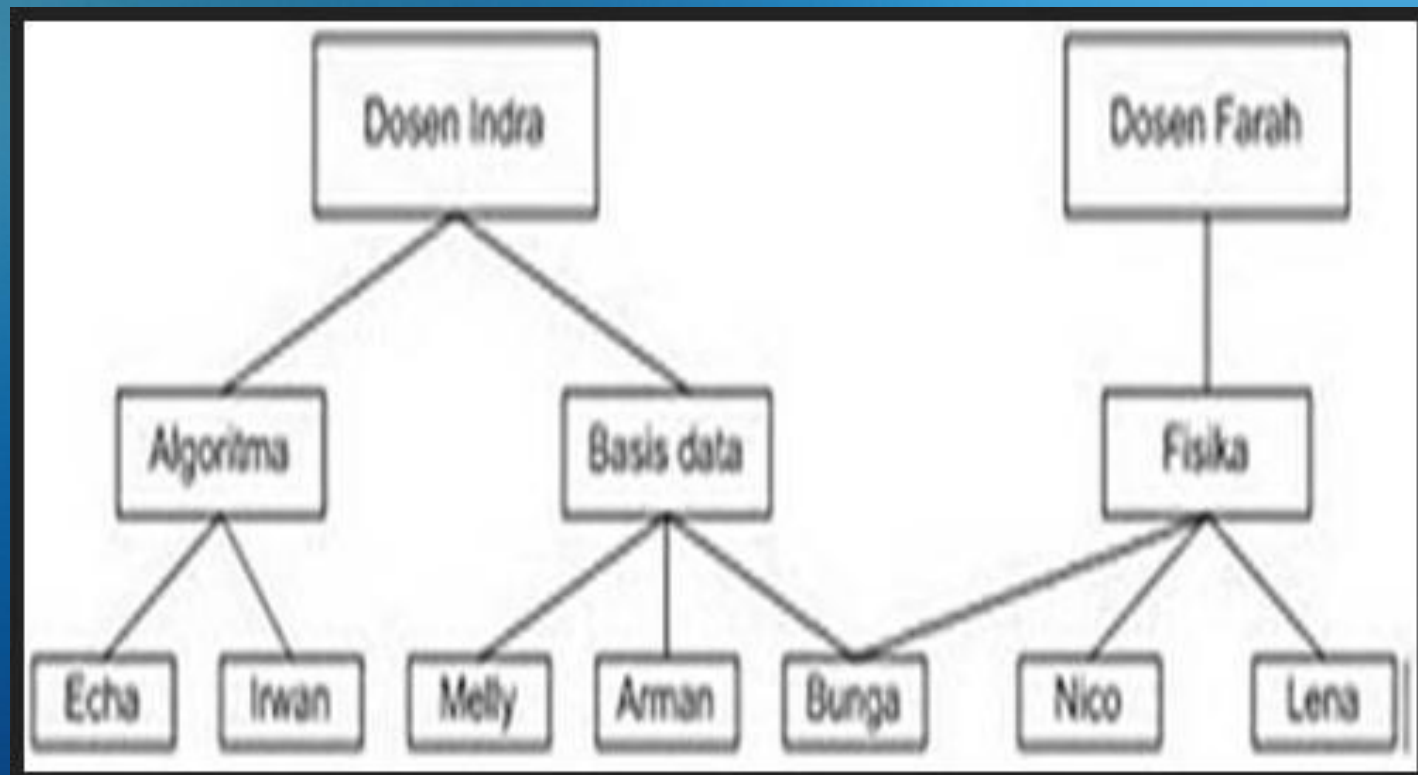 Dosen Indra
Dosen Farah
Algoritma
Basis data
Fisika
Echa
Irwan
Melly
Arman
Bunga
Nico
Lena